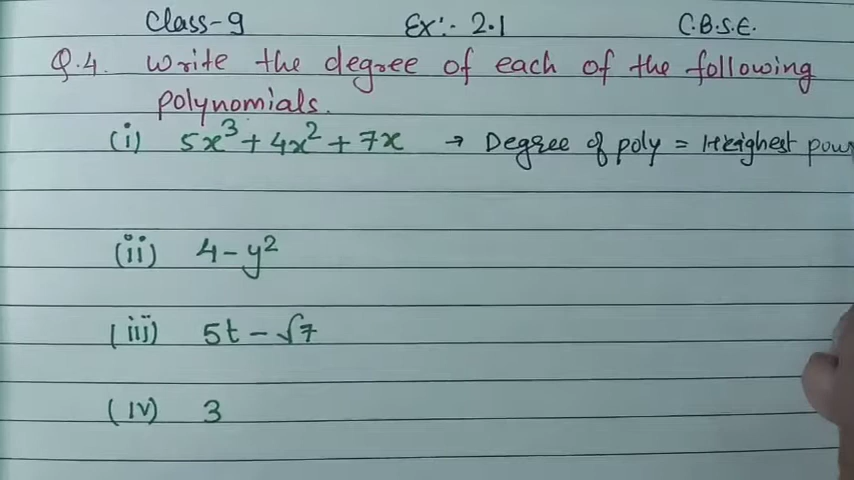 Class-9 Ex:- 2.1 C.B.S.E.
Q.4. Write the degree of each of the following
polynomials.
(i) 5x³ + 4x² + 7x → Degree of poly = Heighest pow
(ii) 4 - y²
(iii) 5t - √7
(iv) 3